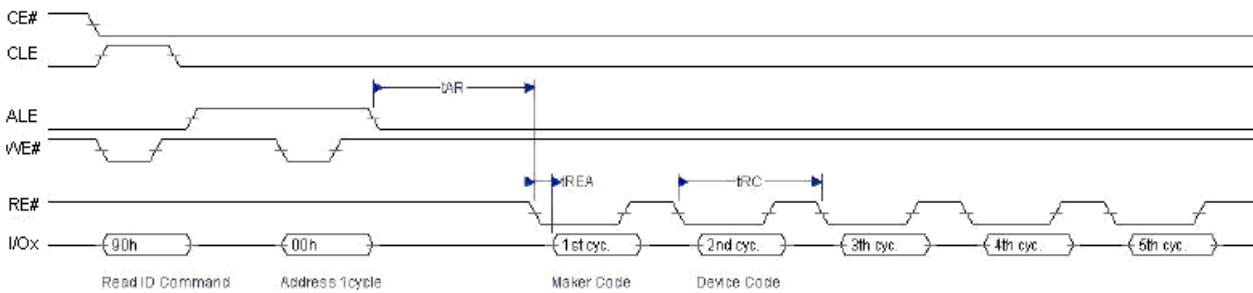 CE#
CLE
tAR
ALE
WE#
tREA
tRC
RE#
I/Ox 90h 00h 1st cyc. 2nd cyc. 3th cyc. 4th cyc. 5th cyc.
Read ID Command Address 1cycle Maker Code Device Code